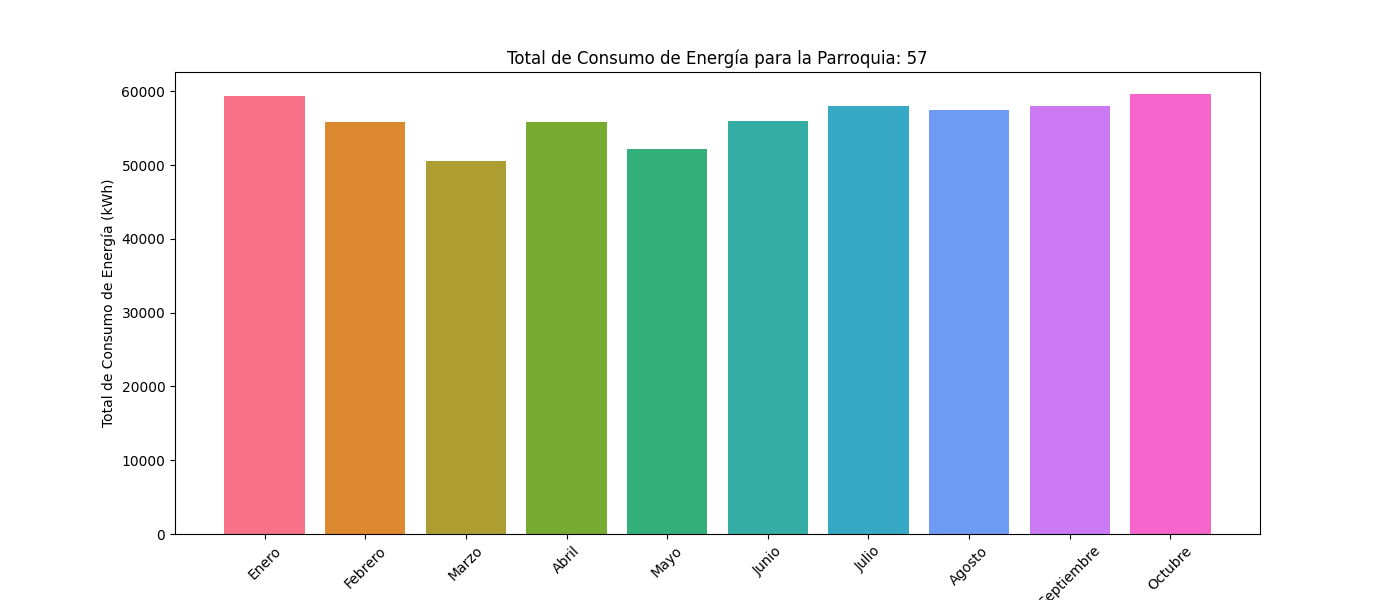 Total de Consumo de Energía para la Parroquia: 57
Total de Consumo de Energía (kWh)
60000
50000
40000
30000
20000
10000
0
Enero
Febrero
Marzo
Abril
Mayo
Junio
Julio
Agosto
Septiembre
Octubre